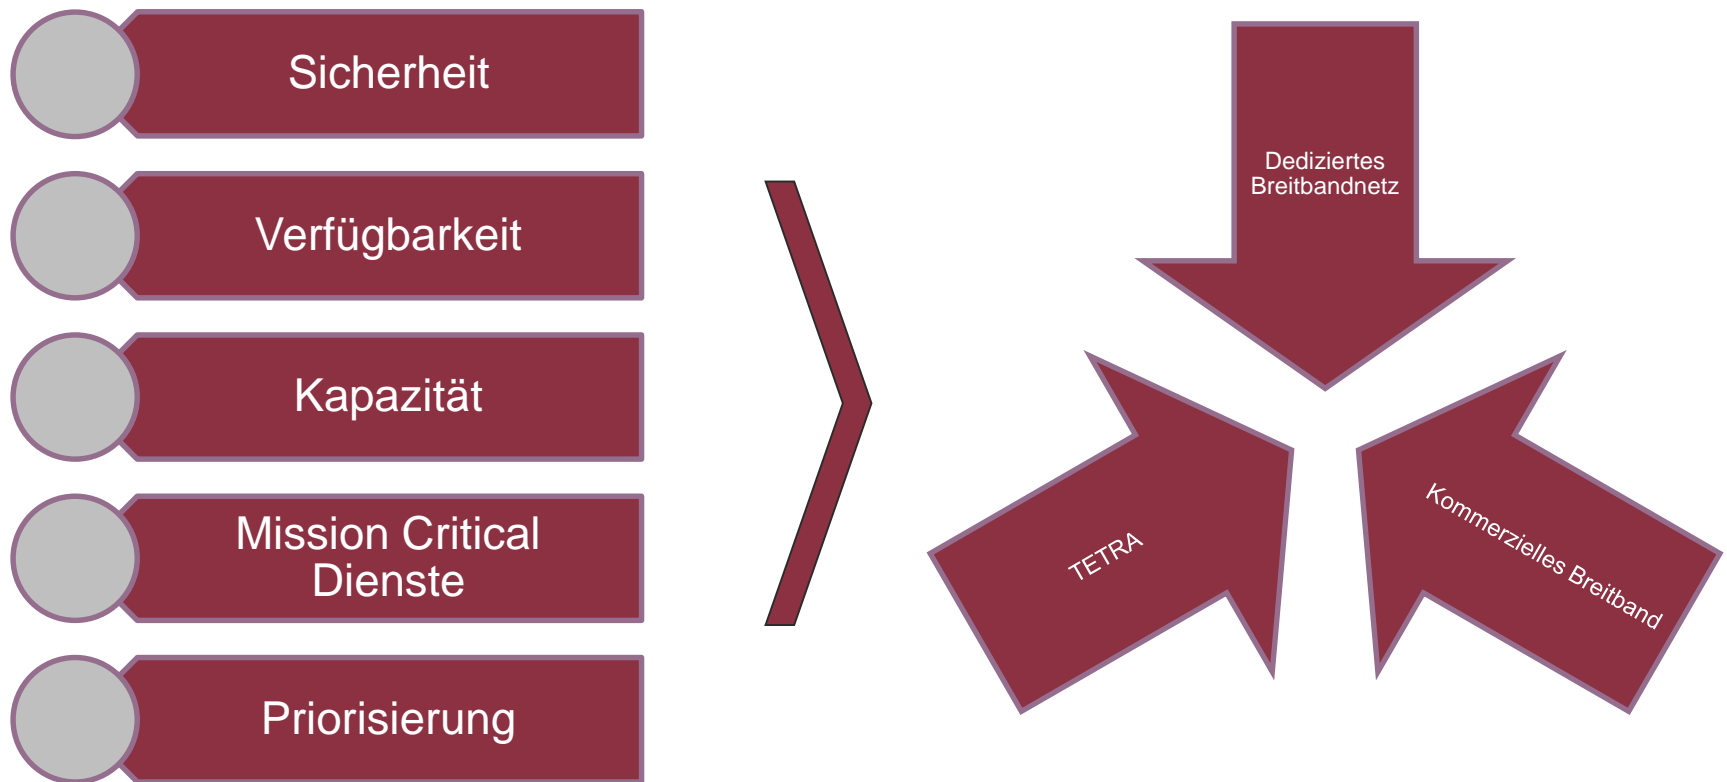 Sicherheit
Verfügbarkeit
Kapazität
Mission Critical
Dienste
Priorisierung
Dediziertes
Breitbandnetz
TETRA
Kommerzielles Breitband